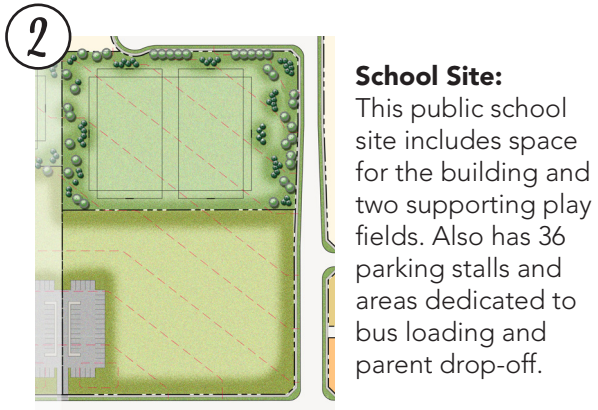 2
School Site:
This public school
site includes space
for the building and
two supporting play
fields. Also has 36
parking stalls and
areas dedicated to
bus loading and
parent drop-off.